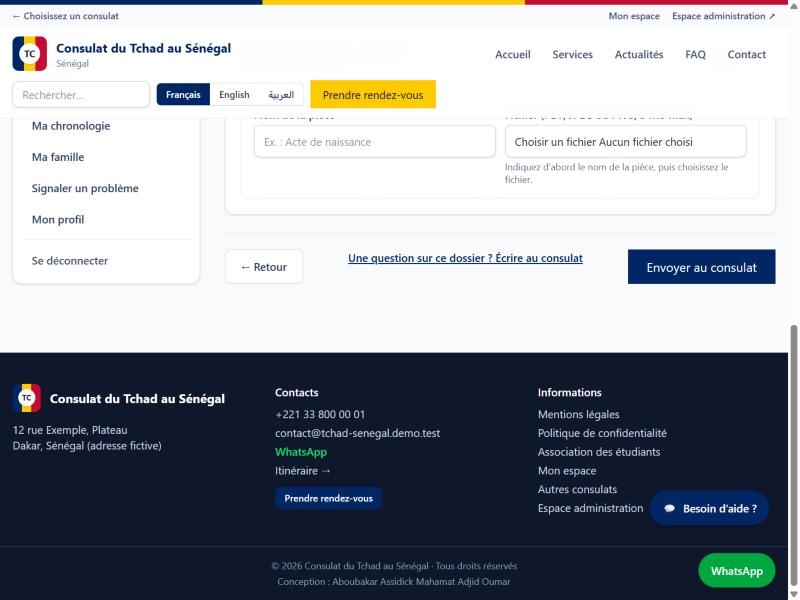 ← Choisissez un consulat
Mon espace
Espace administration ↗
TC
Consulat du Tchad au Sénégal
Sénégal
Accueil
Services
Actualités
FAQ
Contact
Rechercher...
Français
English
العربية
Prendre rendez-vous
Ma chronologie
Ma famille
Signaler un problème
Mon profil
Se déconnecter
Ex. : Acte de naissance
Choisir un fichier Aucun fichier choisi
Indiquez d'abord le nom de la pièce, puis choisissez le
fichier.
← Retour
Une question sur ce dossier ? Écrire au consulat
Envoyer au consulat
TC
Consulat du Tchad au Sénégal
12 rue Exemple, Plateau
Dakar, Sénégal (adresse fictive)
Contacts
+221 33 800 00 01
contact@tchad-senegal.demo.test
WhatsApp
Itinéraire →
Prendre rendez-vous
Informations
Mentions légales
Politique de confidentialité
Association des étudiants
Mon espace
Autres consulats
Espace administration
Besoin d'aide ?
© 2026 Consulat du Tchad au Sénégal · Tous droits réservés
Conception : Aboubakar Assidick Mahamat Adjid Oumar
WhatsApp